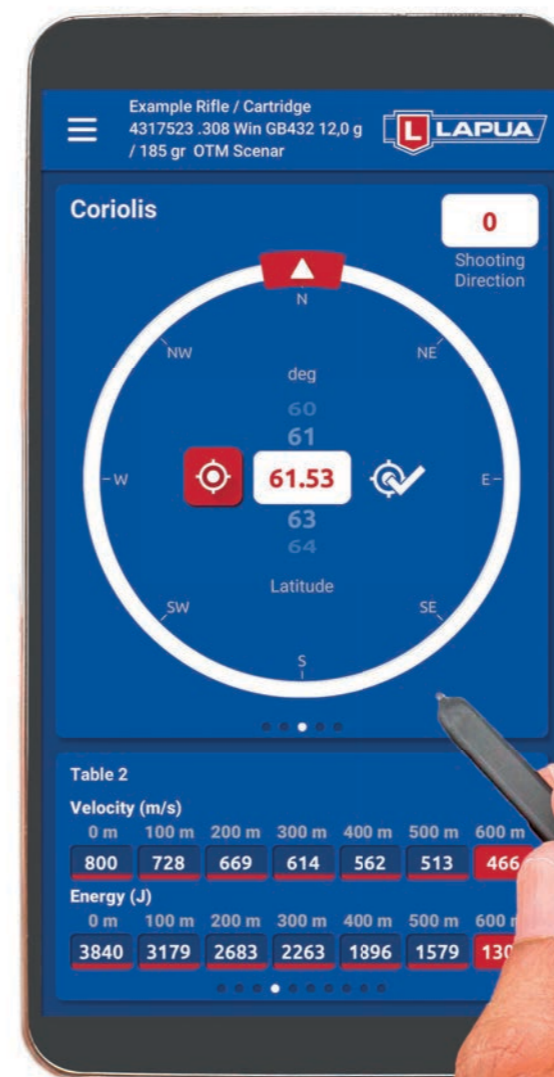 Example Rifle / Cartridge
4317523 .308 Win GB432 12,0 g
/ 185 gr OTM Scenar
L LAPUA
Coriolis
0
Shooting
Direction
N
NW
NE
deg
60
61
W
61.53
E
63
64
Latitude
SW
SE
S
Table 2
Velocity (m/s)
0 m 100 m 200 m 300 m 400 m 500 m 600 m
800 728 669 614 562 513 466
Energy (J)
0 m 100 m 200 m 300 m 400 m 500 m 600
3840 3179 2683 2263 1896 1579